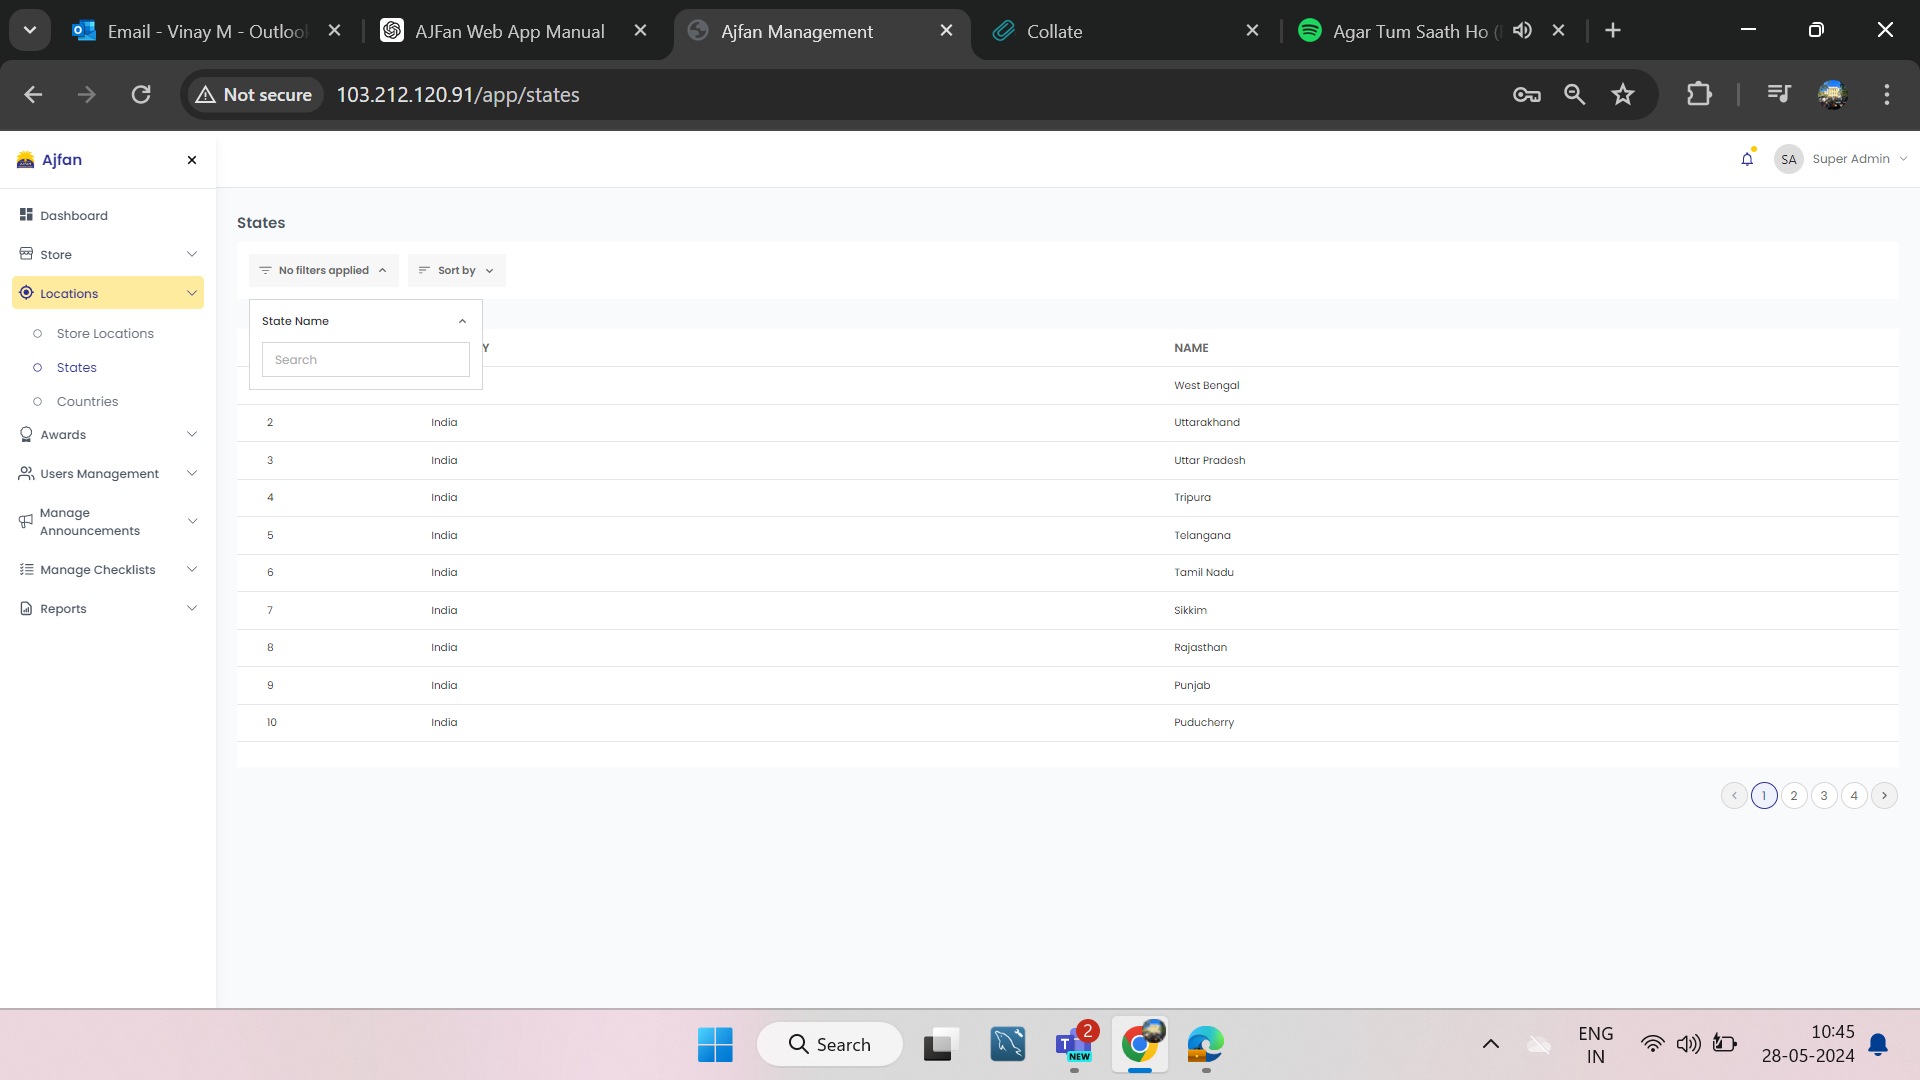 Email - Vinay M - Outloo
AJFan Web App Manual
Ajfan Management
Collate
Agar Tum Saath Ho (
Not secure
103.212.120.91/app/states
Ajfan
SA
Super Admin
Dashboard
Store
Locations
Store Locations
States
Countries
Awards
Users Management
Manage
Announcements
Manage Checklists
Reports
States
No filters applied
Sort by
State Name
Search
Y
NAME
West Bengal
2 India Uttarakhand
3 India Uttar Pradesh
4 India Tripura
5 India Telangana
6 India Tamil Nadu
7 India Sikkim
8 India Rajasthan
9 India Punjab
10 India Puducherry
1 2 3 4
Search
2
T
NEW
ENG
IN
10:45
28-05-2024